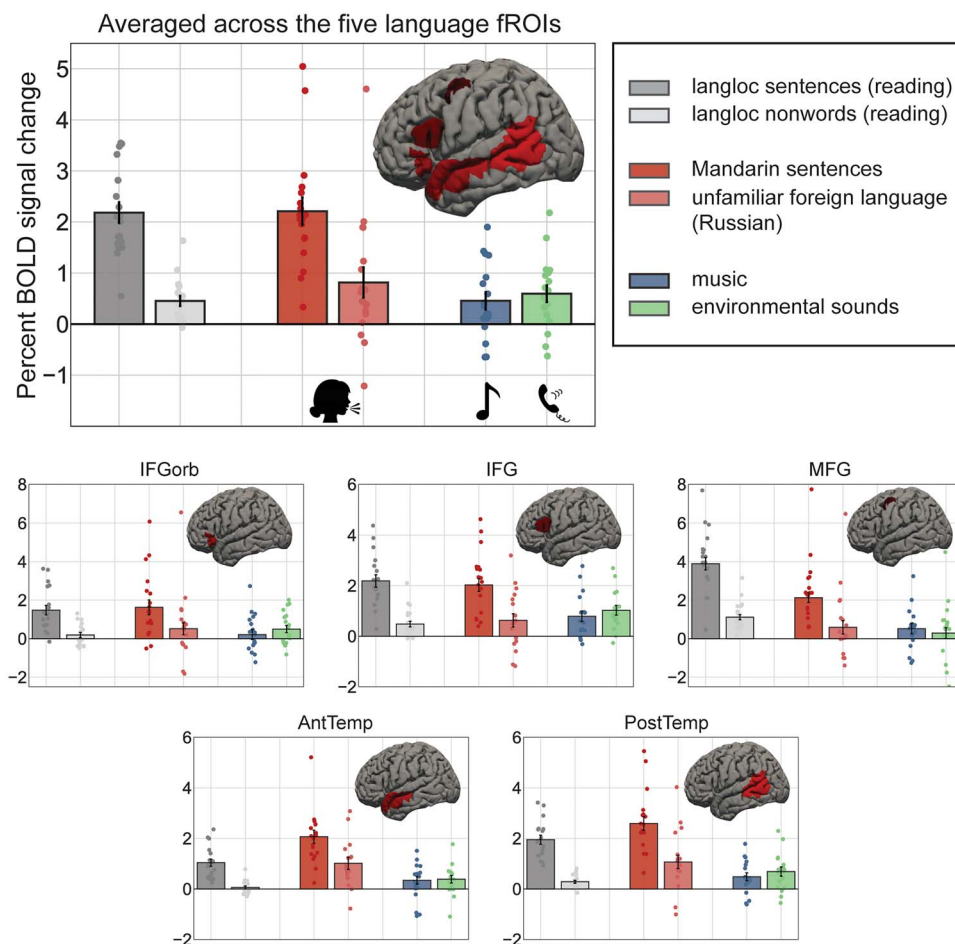 Averaged across the five language fROIs
Percent BOLD signal change
5
4
3
2
1
0
−1
langloc sentences (reading)
langloc nonwords (reading)
Mandarin sentences
unfamiliar foreign language
(Russian)
music
environmental sounds
IFGorb
8
6
4
2
0
−2
IFG
6
4
2
0
−2
MFG
8
6
4
2
0
−2
AntTemp
6
4
2
0
−2
PostTemp
6
4
2
0
−2